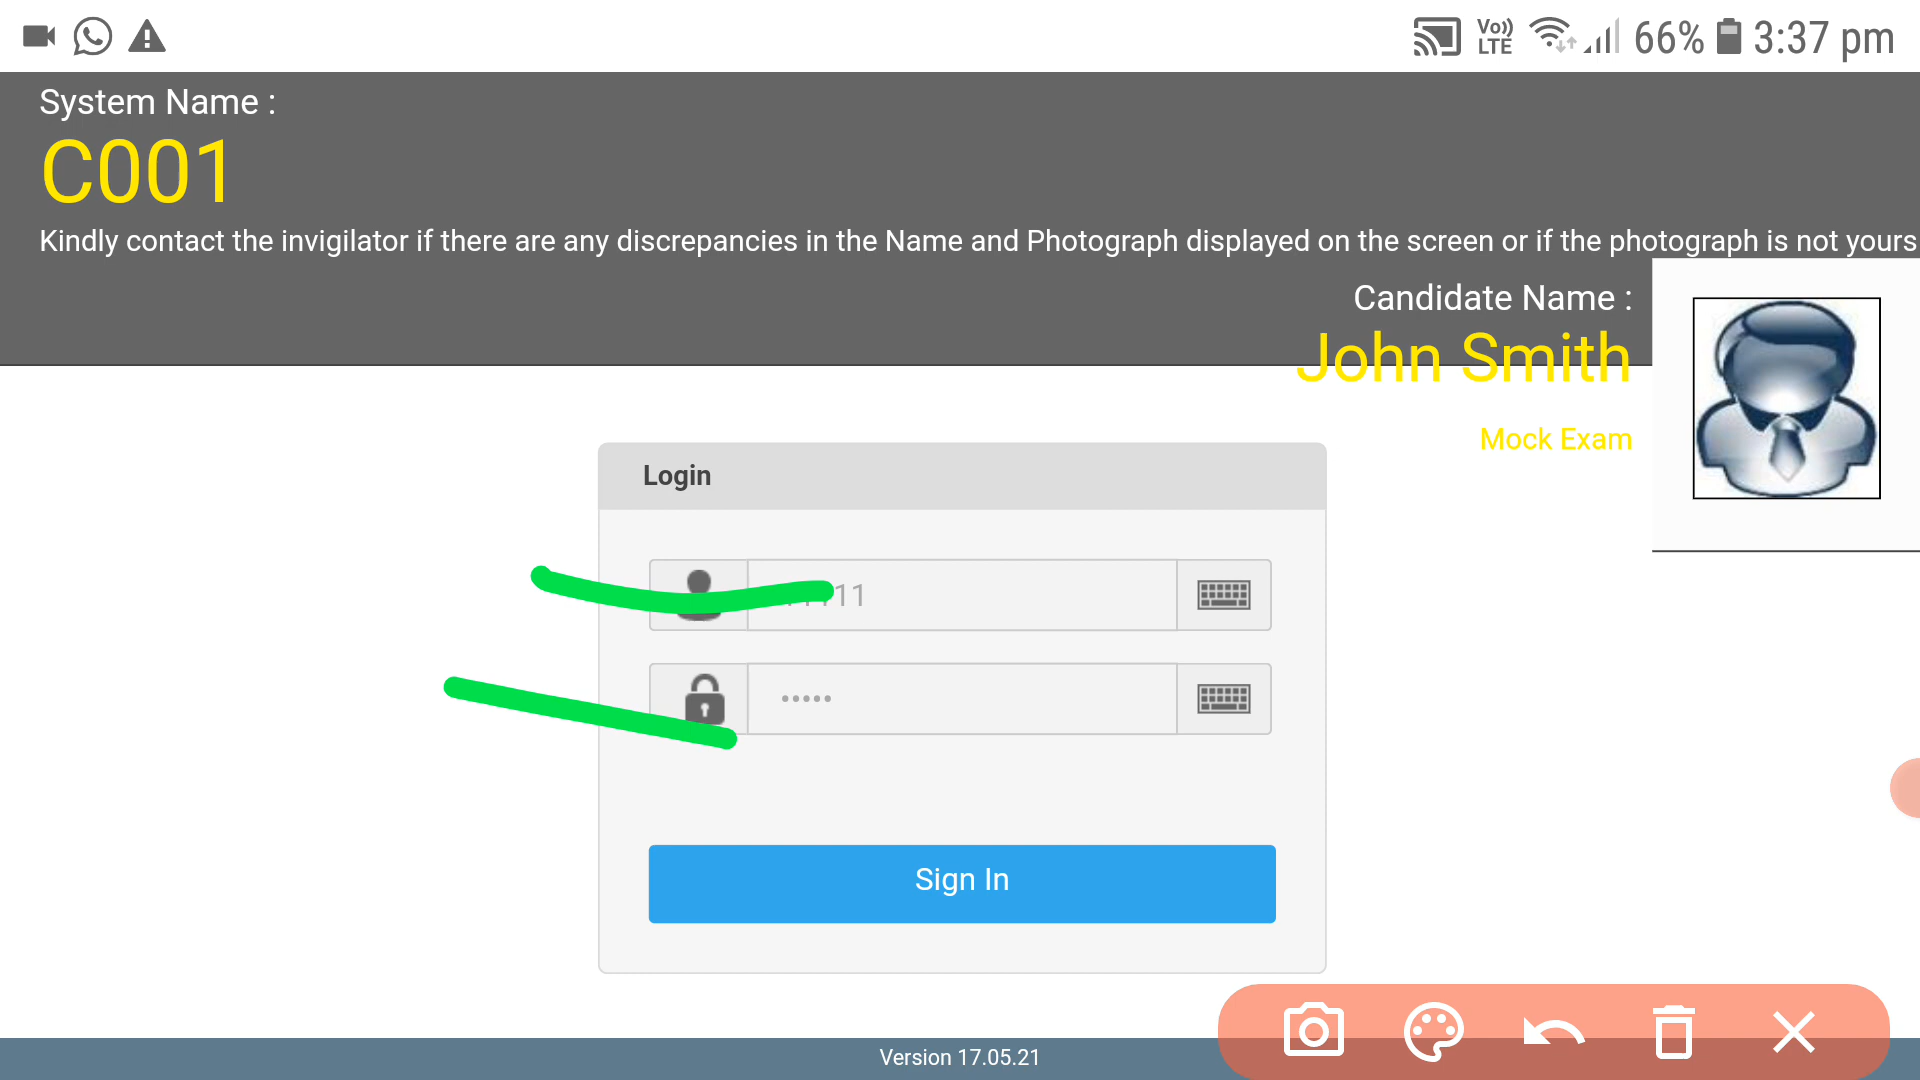 Vo)) LTE 66% 3:37 pm
System Name :
C001
Kindly contact the invigilator if there are any discrepancies in the Name and Photograph displayed on the screen or if the photograph is not yours
Candidate Name :
John Smith
Mock Exam
Login
•••••
Sign In
Version 17.05.21